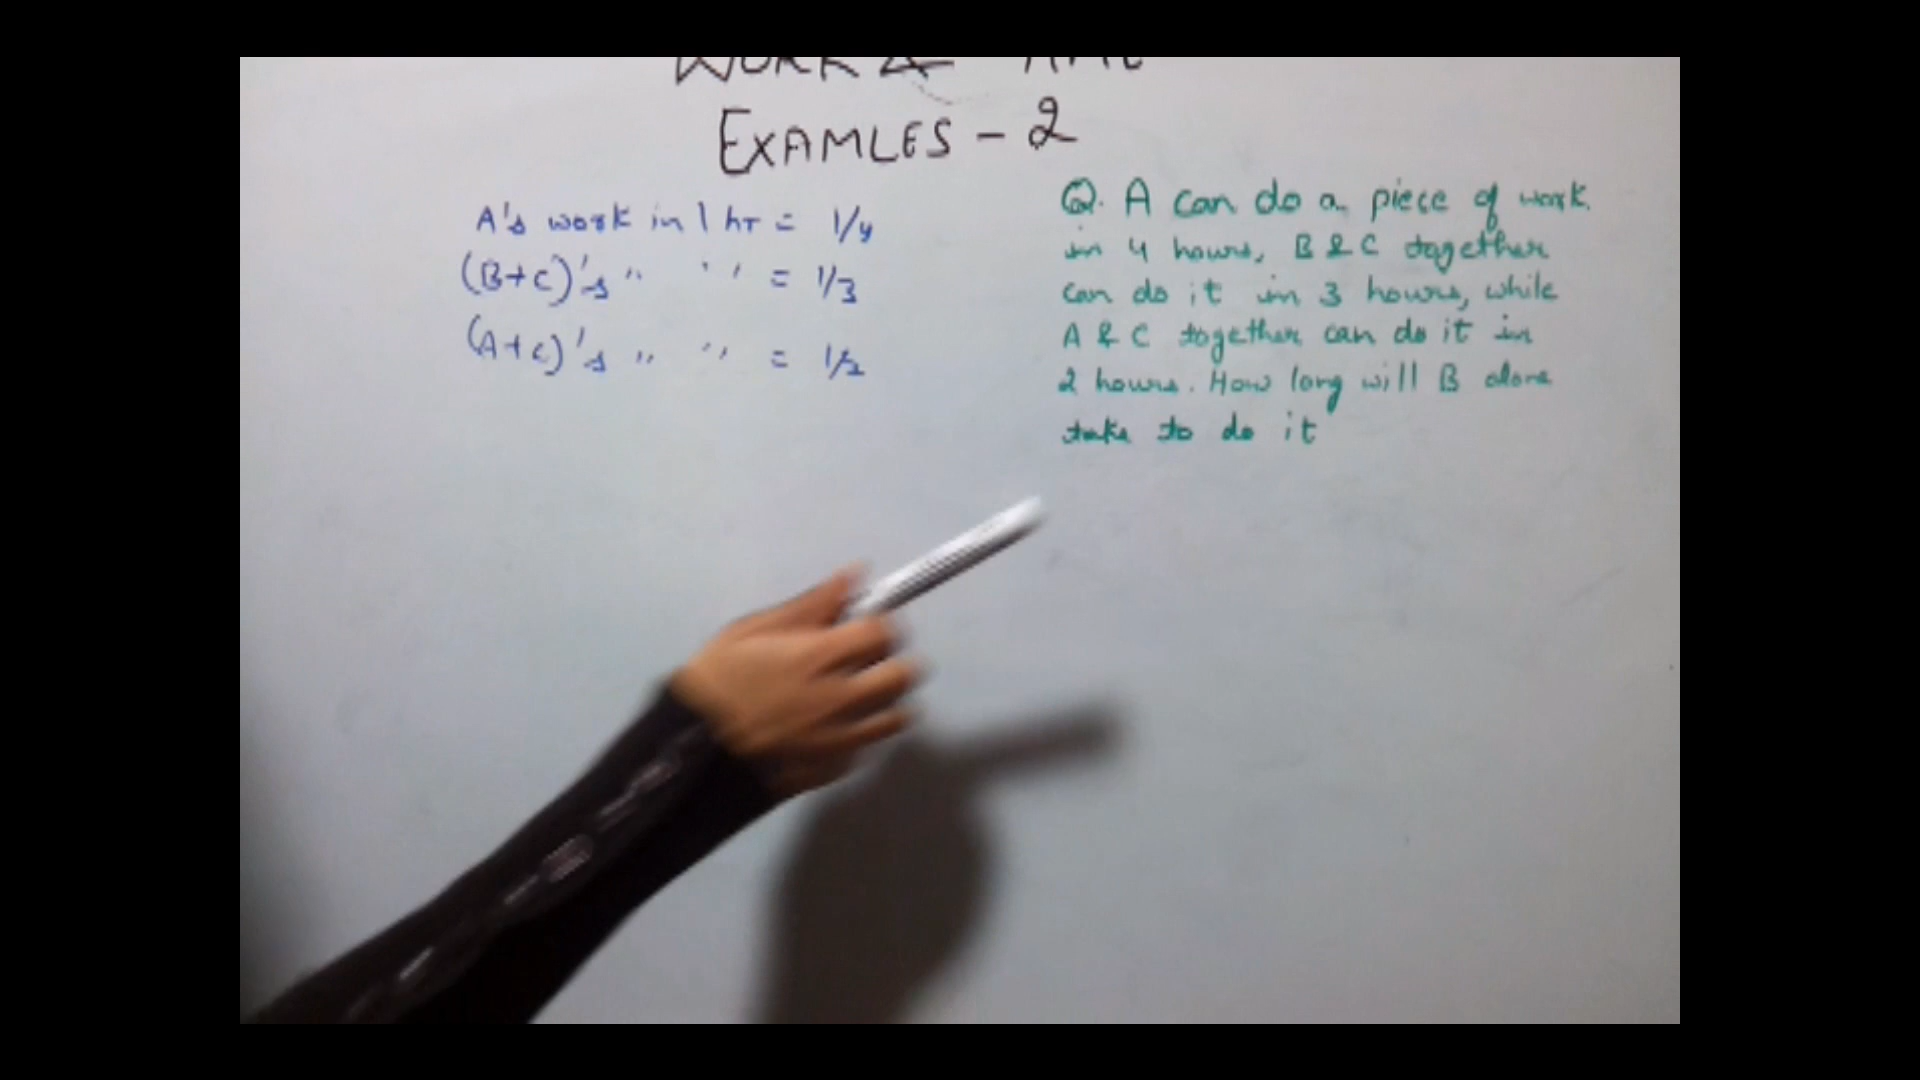 WORK &
EXAMLES - 2
A's work in 1 hr = 1/4
(B+C)'s " " = 1/3
(A+C)'s " " = 1/2
Q. A can do a piece of work
in 4 hours, B & C together
can do it in 3 hours, while
A & C together can do it in
2 hours. How long will B alone
take to do it